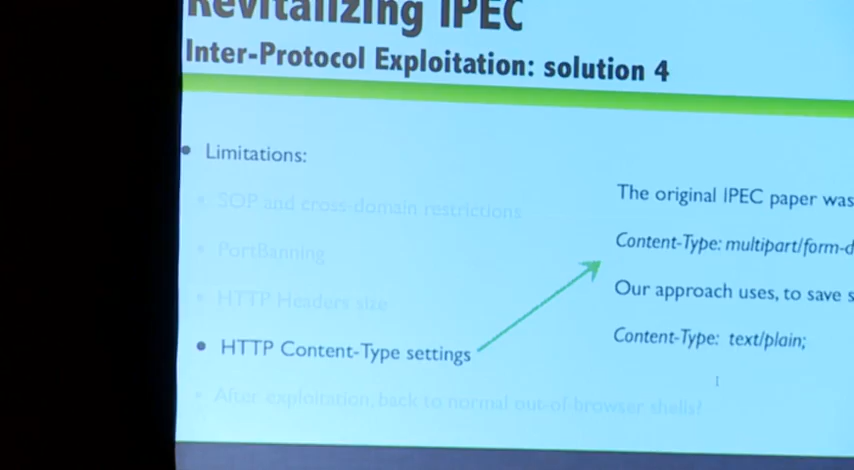 Revitalizing IPEC
Inter-Protocol Exploitation: solution 4
• Limitations:
• SOP and cross-domain restrictions
• PortBanning
• HTTP Headers size
• HTTP Content-Type settings
• After exploitation, back to normal out-of-browser shells?
The original IPEC paper was
Content-Type: multipart/form-d
Our approach uses, to save s
Content-Type: text/plain;